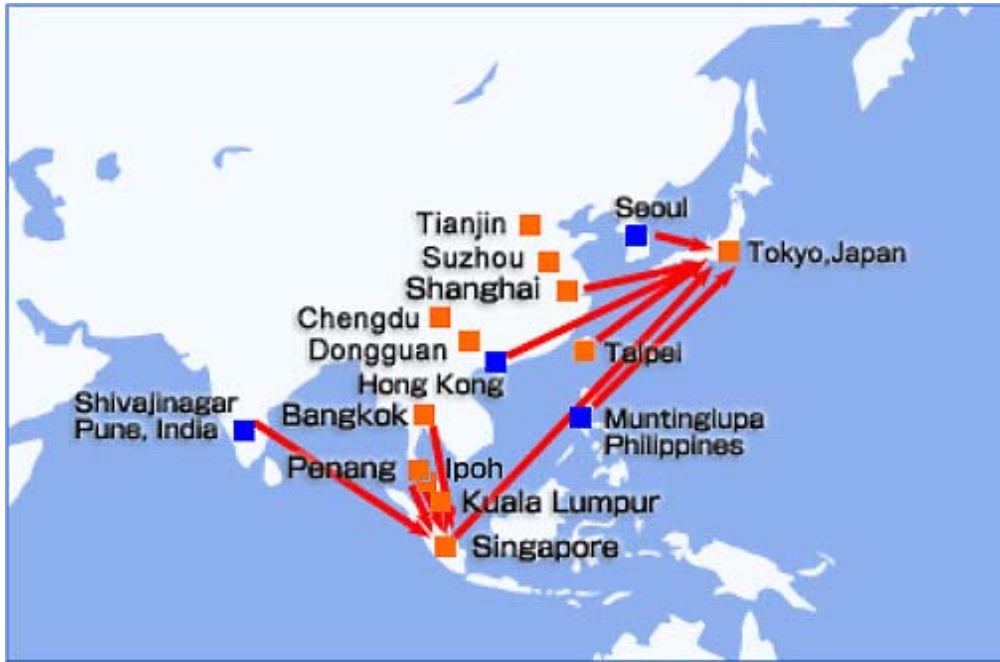 Seoul
Tianjin
Tokyo,Japan
Suzhou
Shanghai
Chengdu
Dongguan
Taipei
Hong Kong
Shivajinagar
Pune, India
Bangkok
Muntinglupa
Philippines
Penang
Ipoh
Kuala Lumpur
Singapore